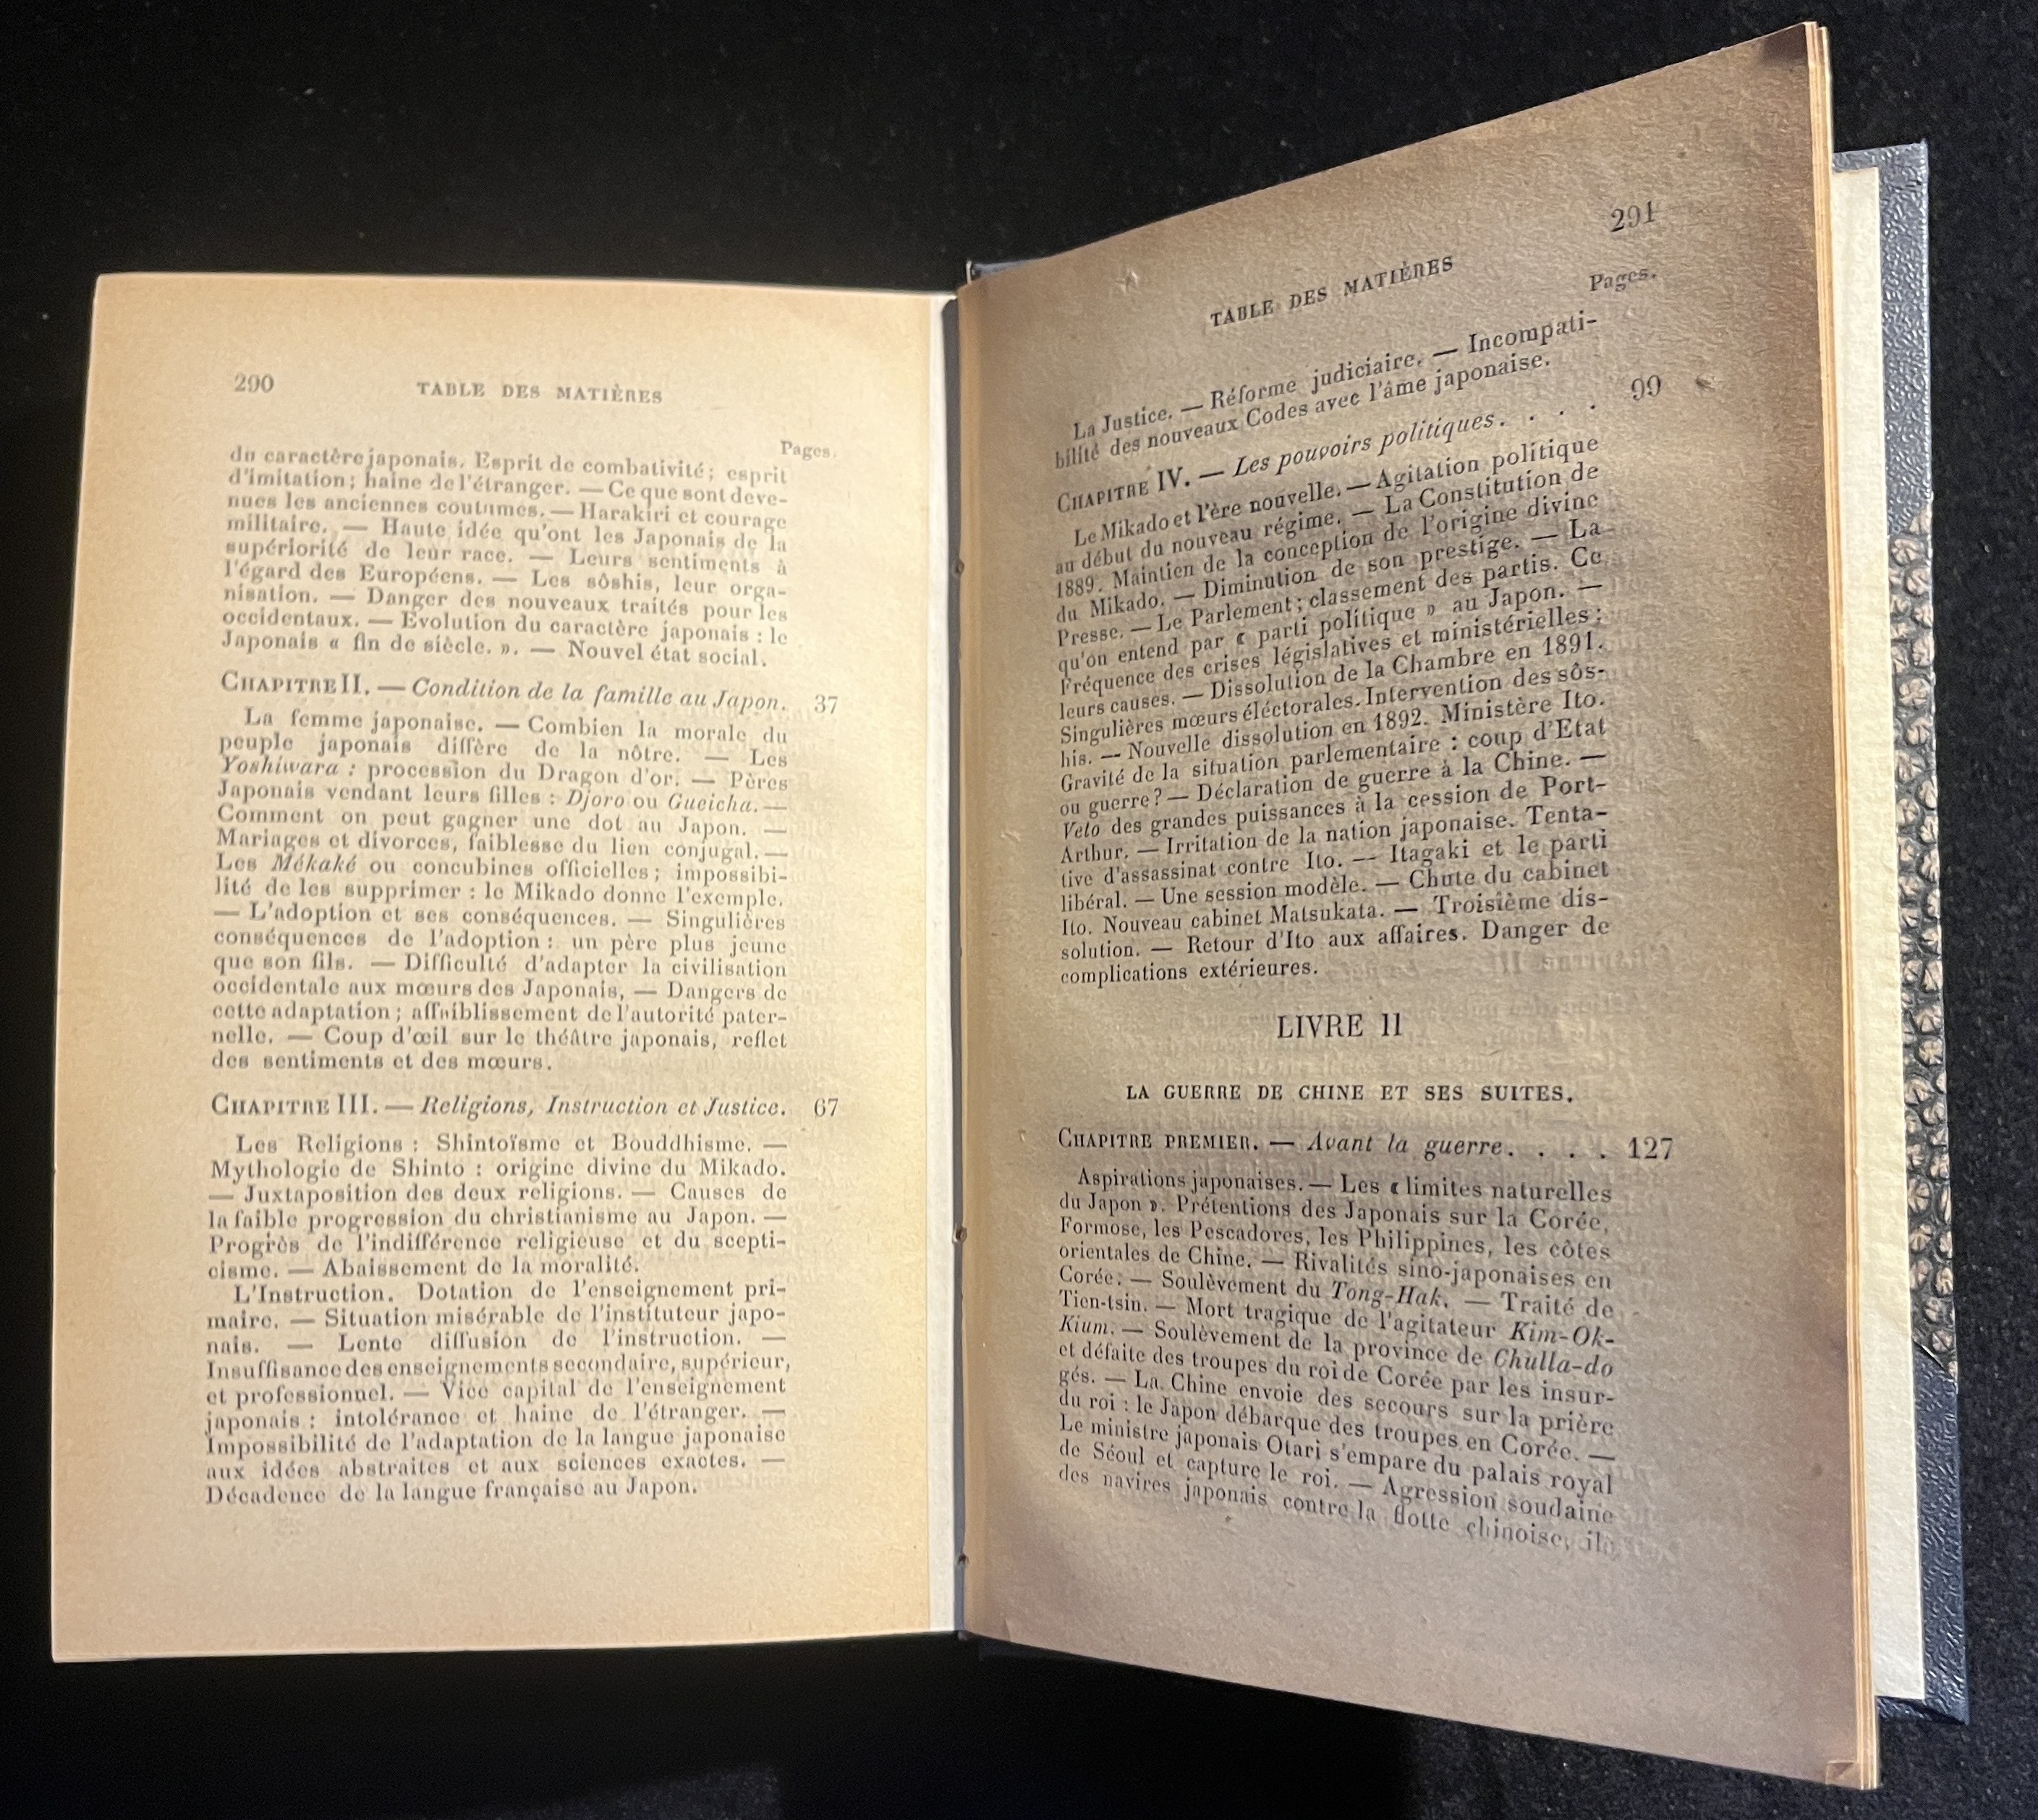 290
TABLE DES MATIÈRES
Pages.
du caractère japonais. Esprit de combativité ; esprit
d'imitation ; haine de l'étranger. — Ce que sont deve-
nues les anciennes coutumes. — Harakiri et courage
militaire. — Haute idée qu'ont les Japonais de la
supériorité de leur race. — Leurs sentiments à
l'égard des Européens. — Les sôshis, leur orga-
nisation. — Danger des nouveaux traités pour les
occidentaux. — Evolution du caractère japonais : le
Japonais « fin de siècle. ». — Nouvel état social.
CHAPITRE II. — Condition de la famille au Japon. 37
La femme japonaise. — Combien la morale du
peuple japonais diffère de la nôtre. — Les
Yoshiwara : procession du Dragon d'or. — Pères
Japonais vendant leurs filles : Djoro ou Gueicha. —
Comment on peut gagner une dot au Japon. —
Mariages et divorces, faiblesse du lien conjugal. —
Les Mékaké ou concubines officielles ; impossibi-
lité de les supprimer : le Mikado donne l'exemple.
— L'adoption et ses conséquences. — Singulières
conséquences de l'adoption : un père plus jeune
que son fils. — Difficulté d'adapter la civilisation
occidentale aux mœurs des Japonais, — Dangers de
cette adaptation ; affaiblissement de l'autorité pater-
nelle. — Coup d'œil sur le théâtre japonais, reflet
des sentiments et des mœurs.
CHAPITRE III. — Religions, Instruction et Justice. 67
Les Religions : Shintoïsme et Bouddhisme. —
Mythologie de Shinto : origine divine du Mikado.
— Juxtaposition des deux religions. — Causes de
la faible progression du christianisme au Japon. —
Progrès de l'indifférence religieuse et du scepti-
cisme. — Abaissement de la moralité.
L'Instruction. Dotation de l'enseignement pri-
maire. — Situation misérable de l'instituteur japo-
nais. — Lente diffusion de l'instruction. —
Insuffisance des enseignements secondaire, supérieur,
et professionnel. — Vice capital de l'enseignement
japonais : intolérance et haine de l'étranger. —
Impossibilité de l'adaptation de la langue japonaise
aux idées abstraites et aux sciences exactes. —
Décadence de la langue française au Japon.
291
TABLE DES MATIÈRES
Pages.
La Justice. — Réforme judiciaire. — Incompati-
bilité des nouveaux Codes avec l'âme japonaise.
CHAPITRE IV. — Les pouvoirs politiques. . . . 99
Le Mikado et l'ère nouvelle. — Agitation politique
au début du nouveau régime. — La Constitution de
1889. Maintien de la conception de l'origine divine
du Mikado. — Diminution de son prestige. — La
Presse. — Le Parlement ; classement des partis. Ce
qu'on entend par « parti politique » au Japon. —
Fréquence des crises législatives et ministérielles ;
leurs causes. — Dissolution de la Chambre en 1891.
Singulières mœurs éléctorales. Intervention des sôs-
his. — Nouvelle dissolution en 1892. Ministère Ito.
Gravité de la situation parlementaire : coup d'Etat
ou guerre ? — Déclaration de guerre à la Chine. —
Veto des grandes puissances à la cession de Port-
Arthur. — Irritation de la nation japonaise. Tenta-
tive d'assassinat contre Ito. — Itagaki et le parti
libéral. — Une session modèle. — Chute du cabinet
Ito. Nouveau cabinet Matsukata. — Troisième dis-
solution. — Retour d'Ito aux affaires. Danger de
complications extérieures.
LIVRE II
LA GUERRE DE CHINE ET SES SUITES.
CHAPITRE PREMIER. — Avant la guerre. . . . 127
Aspirations japonaises. — Les « limites naturelles
du Japon ». Prétentions des Japonais sur la Corée,
Formose, les Pescadores, les Philippines, les côtes
orientales de Chine. — Rivalités sino-japonaises en
Corée. — Soulèvement du Tong-Hak. — Traité de
Tien-tsin. — Mort tragique de l'agitateur Kim-Ok-
Kium. — Soulèvement de la province de Chulla-do
et défaite des troupes du roi de Corée par les insur-
gés. — La Chine envoie des secours sur la prière
du roi : le Japon débarque des troupes en Corée. —
Le ministre japonais Otari s'empare du palais royal
de Séoul et capture le roi. — Agression soudaine
des navires japonais contre la flotte chinoise, ils